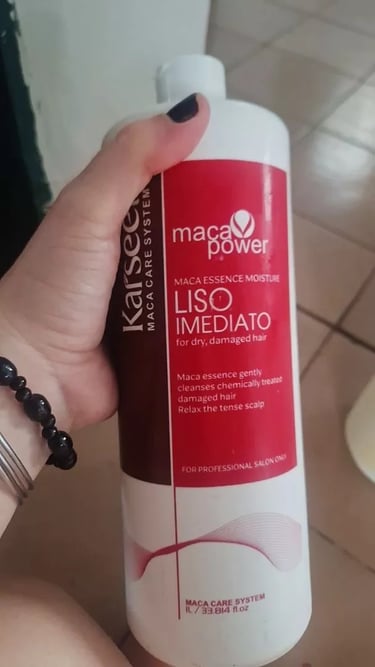 Karseell
MACA CARE SYSTEM
maca
power
MACA ESSENCE MOISTURE
LISO
IMEDIATO
for dry, damaged hair
Maca essence gently
cleanses chemically treated
damaged hair
Relax the tense scalp
FOR PROFESSIONAL SALON ONLY
MACA CARE SYSTEM
1L / 33.814 fl.oz